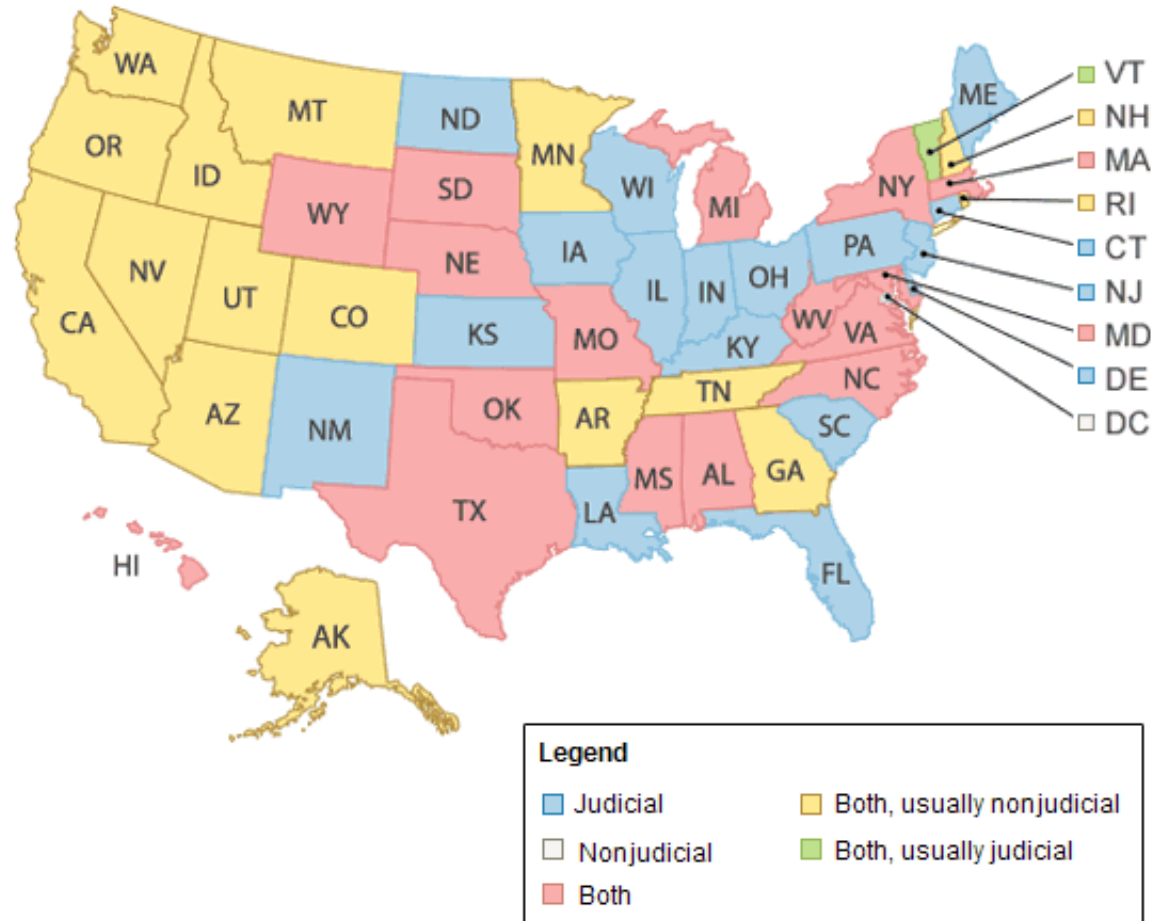 WA
MT
ND
MN
ME
VT
NH
MA
RI
CT
NJ
MD
DE
DC
OR
ID
WY
SD
WI
MI
NY
NV
UT
CO
NE
IA
IL
IN
OH
PA
CA
KS
MO
KY
WV
VA
AZ
NM
OK
AR
TN
NC
SC
TX
LA
MS
AL
GA
FL
HI
AK
Legend
Judicial
Both, usually nonjudicial
Nonjudicial
Both, usually judicial
Both